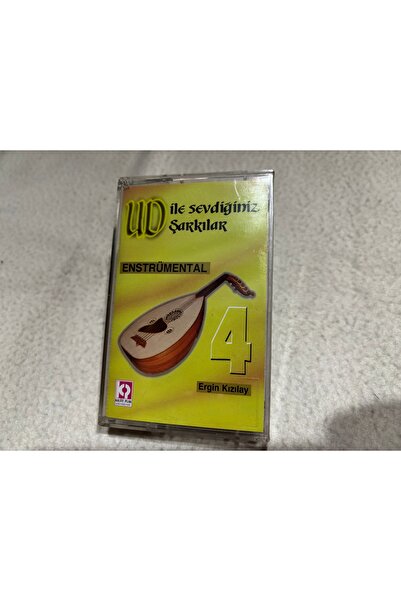 UD ile sevdiğiniz
Şarkılar
ENSTRÜMENTAL
4
Ergin Kızılay